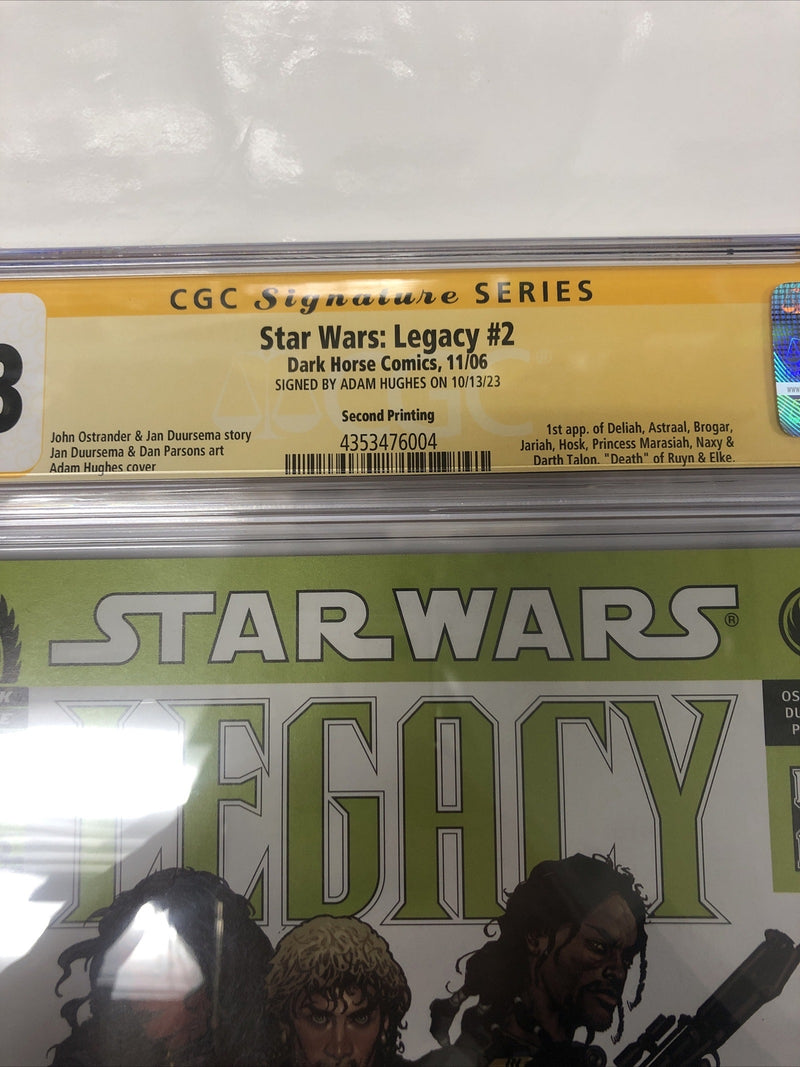 CGC Signature SERIES
Star Wars: Legacy #2
Dark Horse Comics, 11/06
SIGNED BY ADAM HUGHES ON 10/13/23
Second Printing
4353476004
John Ostrander & Jan Duursema story
Jan Duursema & Dan Parsons art
Adam Hughes cover
1st app. of Deliah, Astraal, Brogar,
Jariah, Hosk, Princess Marasiah, Naxy &
Darth Talon. "Death" of Ruyn & Elke.
STAR WARS®
LEGACY